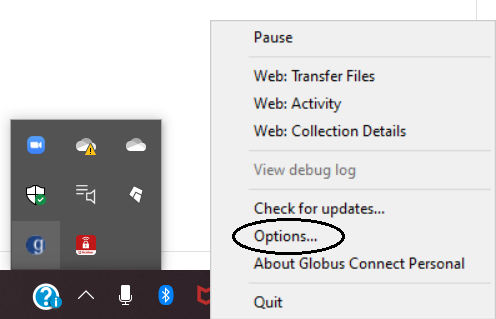 Pause
Web: Transfer Files
Web: Activity
Web: Collection Details
View debug log
Check for updates...
Options...
About Globus Connect Personal
Quit
g